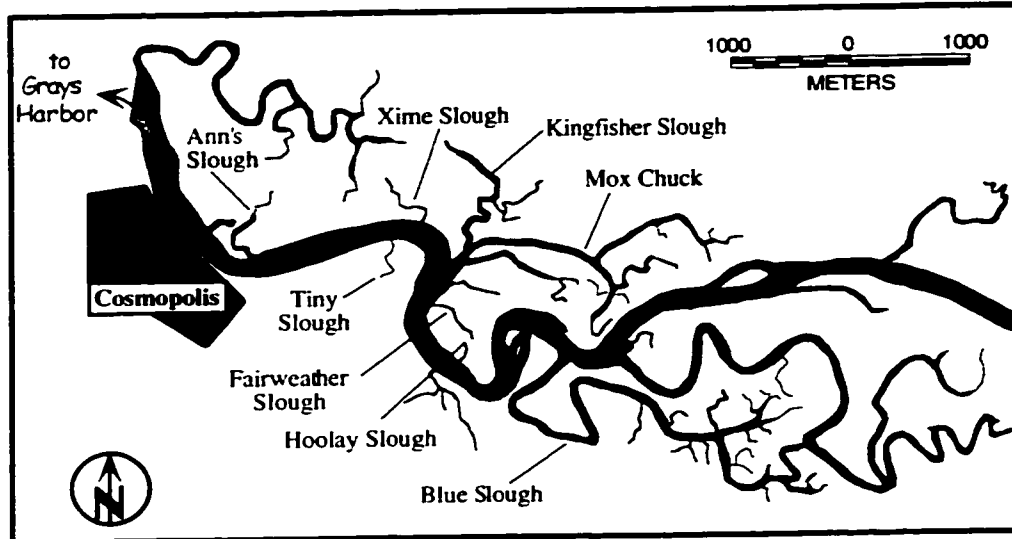 to
Grays
Harbor
1000 0 1000
METERS
Xime Slough
Kingfisher Slough
Ann's
Slough
Mox Chuck
Cosmopolis
Tiny
Slough
Fairweather
Slough
Hoolay Slough
Blue Slough
N